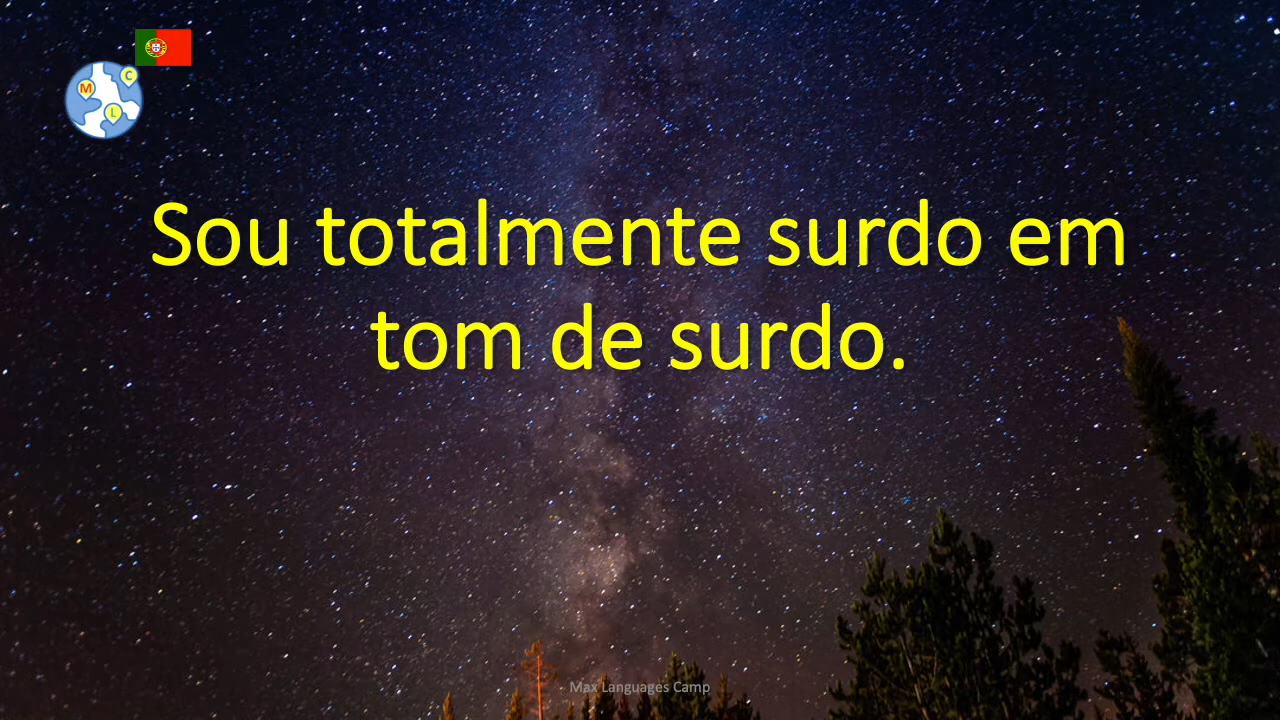 C
M
L
Sou totalmente surdo em
tom de surdo.
Max Languages Camp